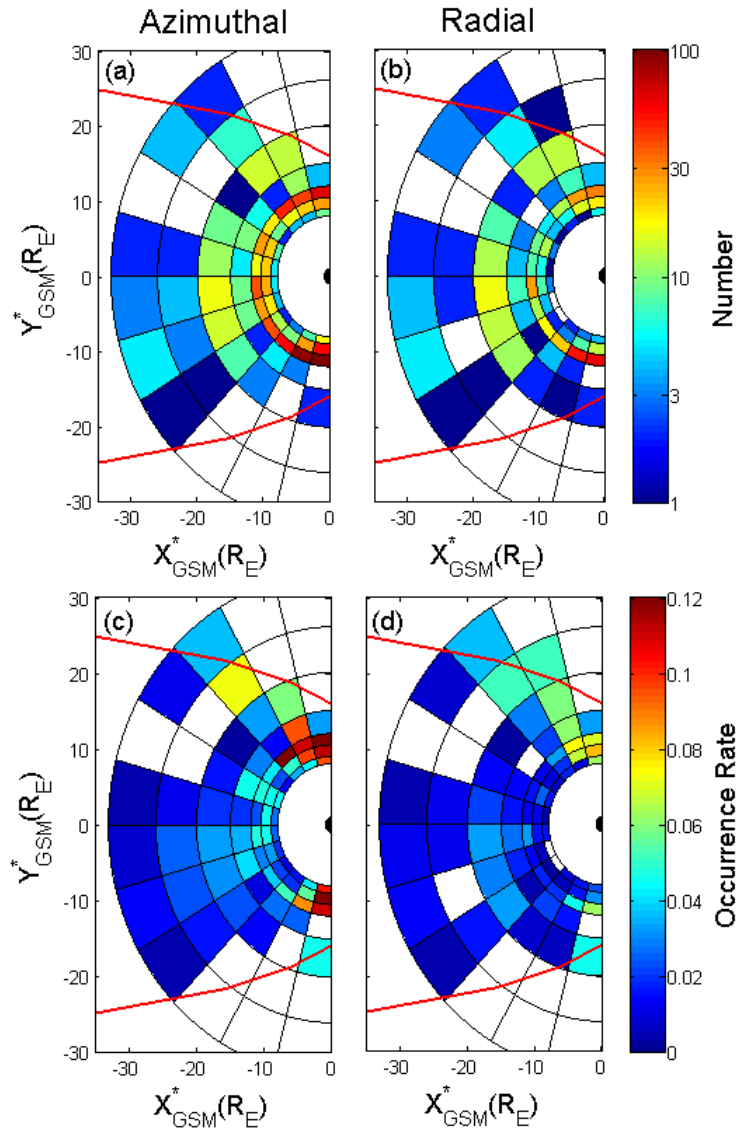 Azimuthal Radial
30 (a) (b) 100
20
10 30
0 10
-10
-20 3
-30 1
-30 -20 -10 0 -30 -20 -10 0
Y*GSM(RE)
Number
X*GSM(RE) X*GSM(RE)
30 (c) (d) 0.12
20 0.10
10 0.08
0 0.06
-10 0.04
-20 0.02
-30 0
-30 -20 -10 0 -30 -20 -10 0
Y*GSM(RE)
Occurrence Rate
X*GSM(RE) X*GSM(RE)